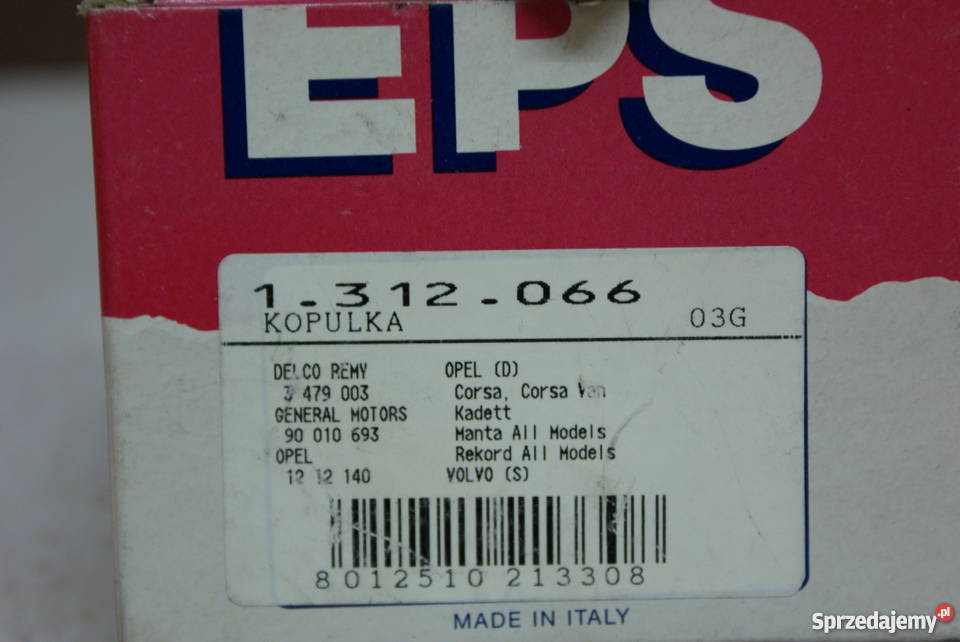 EPS
1.312.066
KOPULKA 03G
DELCO REMY OPEL (D)
3 479 003 Corsa, Corsa Van
GENERAL MOTORS Kadett
90 010 693 Manta All Models
OPEL Rekord All Models
12 12 140 VOLVO (S)
8 012510 213308
MADE IN ITALY
Sprzedajemy.pl